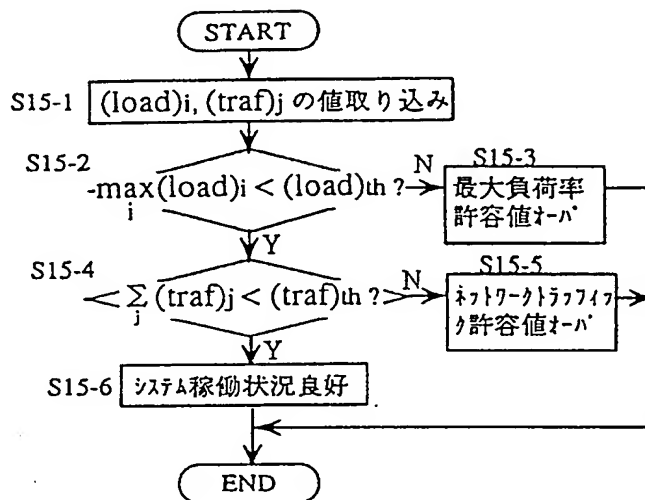 START
S15-1
(load)i, (traf)j の値取り込み
S15-2
max(load)i < (load)th ?
i
N
S15-3
最大負荷率
許容値オーバ
Y
S15-4
Σ(traf)j < (traf)th ?
j
N
S15-5
ネットワークトラッフィッ
ク許容値オーバ
Y
S15-6
システム稼働状況良好
END